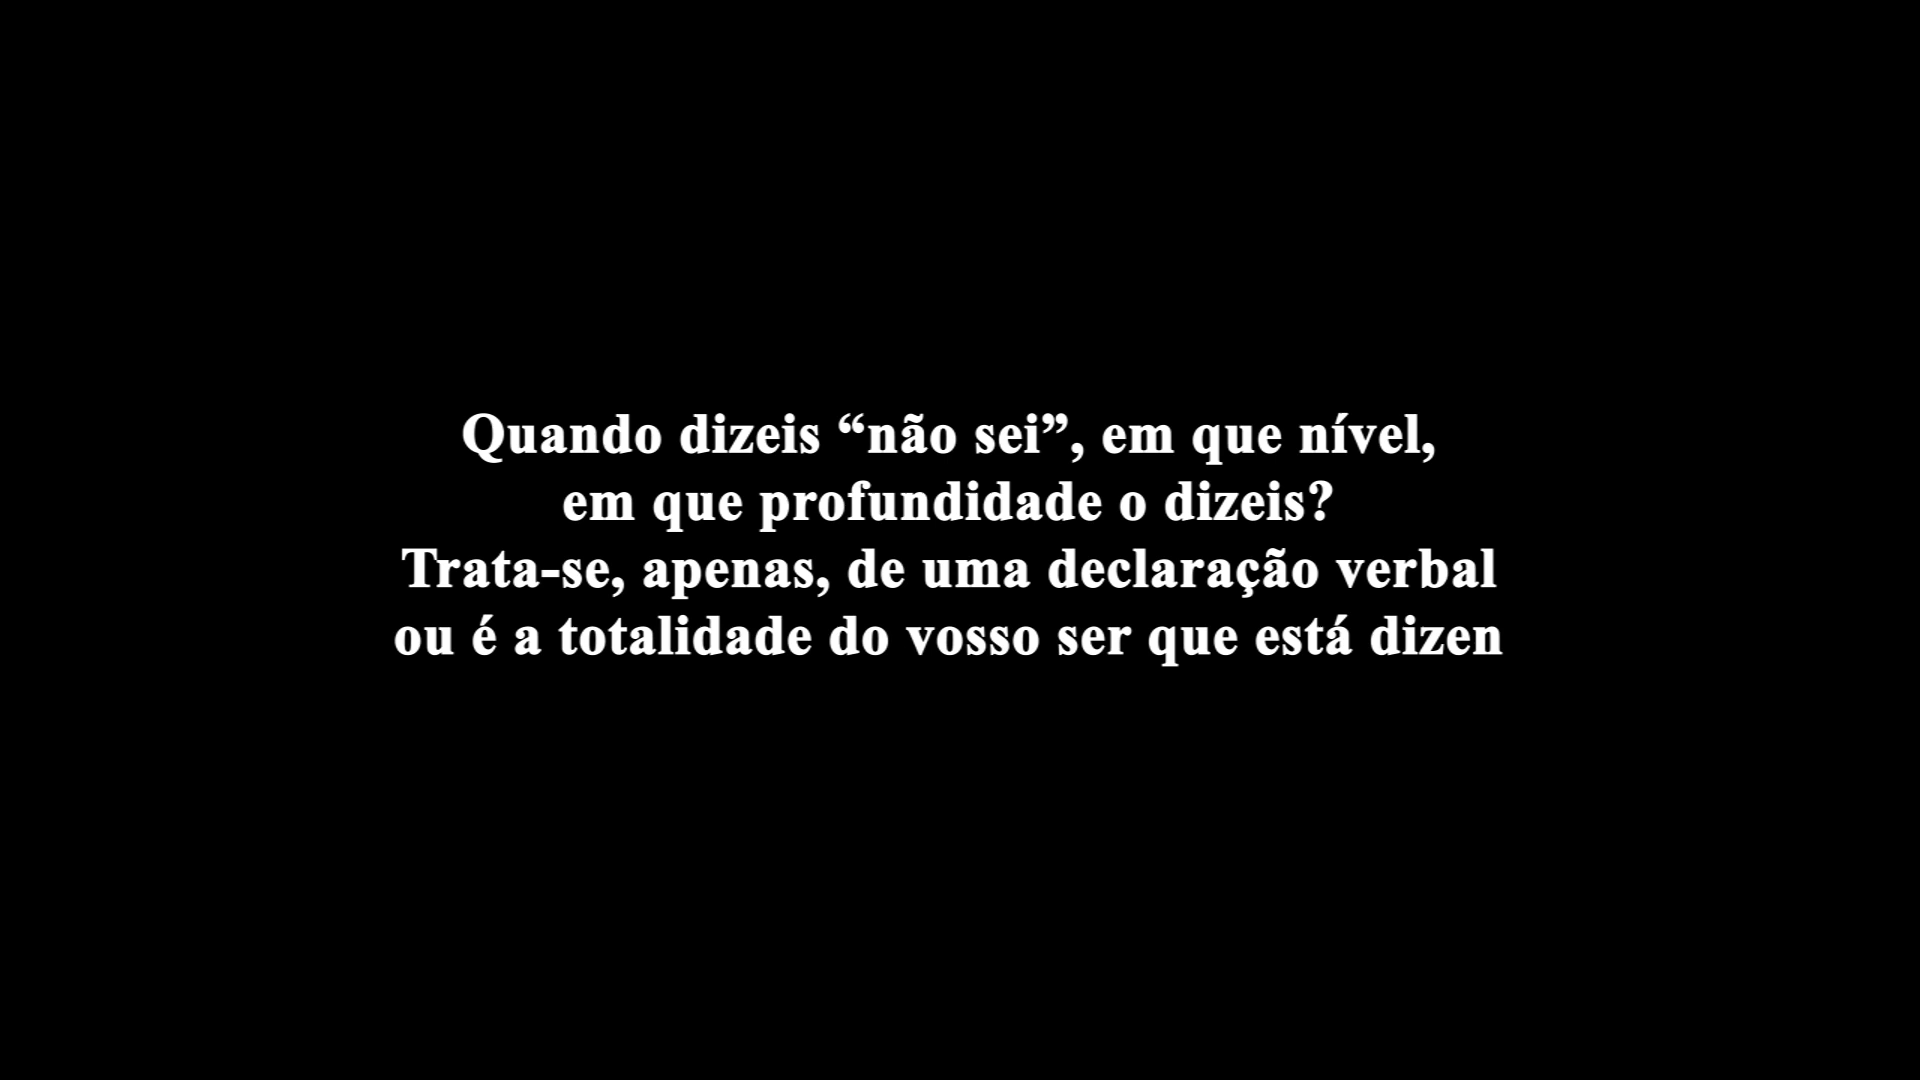 Quando dizeis “não sei”, em que nível,
em que profundidade o dizeis?
Trata-se, apenas, de uma declaração verbal
ou é a totalidade do vosso ser que está dizen